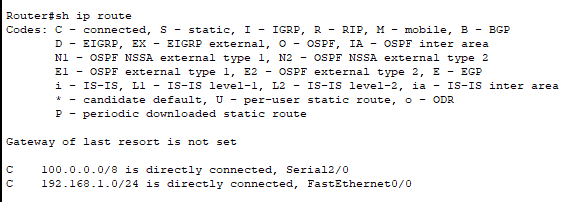 Router#sh ip route
Codes: C - connected, S - static, I - IGRP, R - RIP, M - mobile, B - BGP
D - EIGRP, EX - EIGRP external, O - OSPF, IA - OSPF inter area
N1 - OSPF NSSA external type 1, N2 - OSPF NSSA external type 2
E1 - OSPF external type 1, E2 - OSPF external type 2, E - EGP
i - IS-IS, L1 - IS-IS level-1, L2 - IS-IS level-2, ia - IS-IS inter area
* - candidate default, U - per-user static route, o - ODR
P - periodic downloaded static route
Gateway of last resort is not set
C 100.0.0.0/8 is directly connected, Serial2/0
C 192.168.1.0/24 is directly connected, FastEthernet0/0